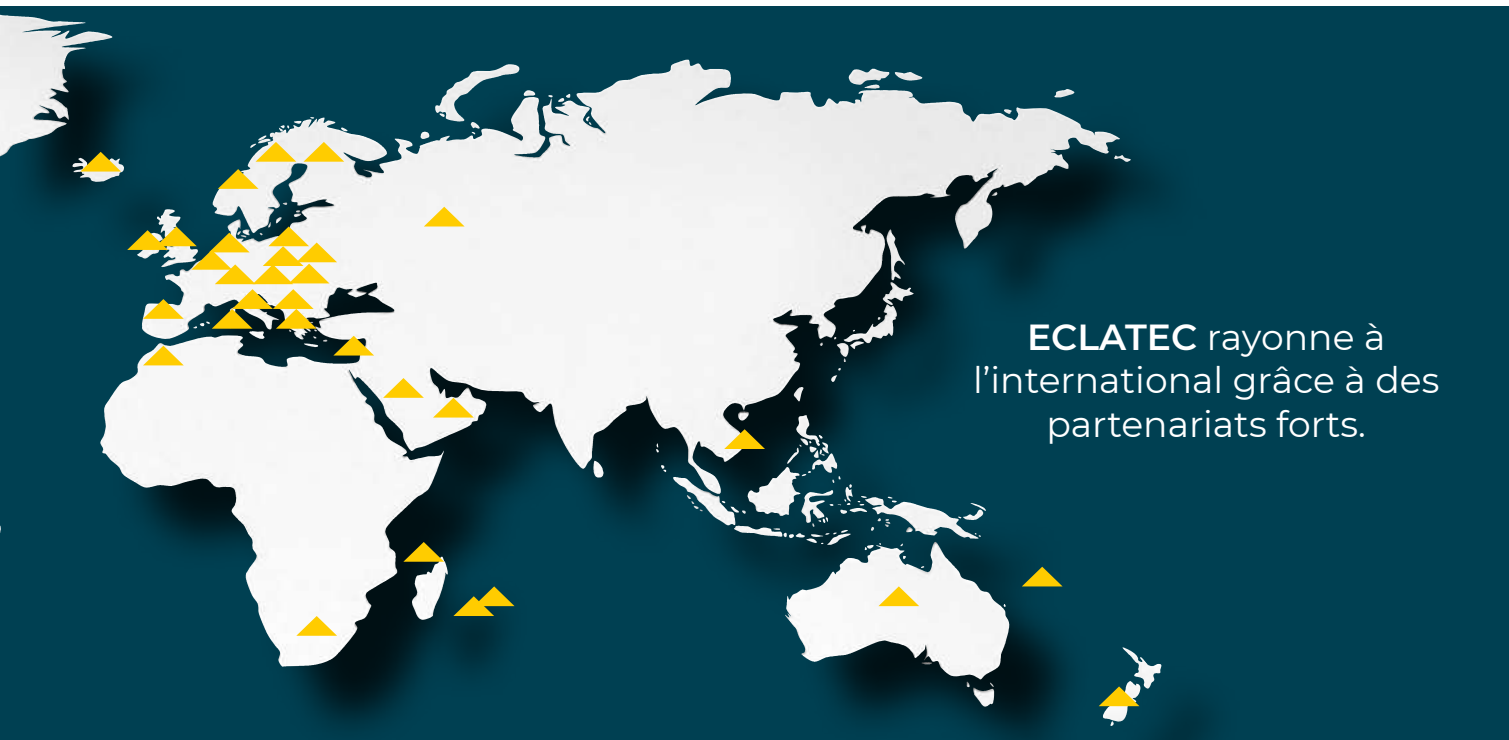 ECLATEC rayonne à
l’international grâce à des
partenariats forts.